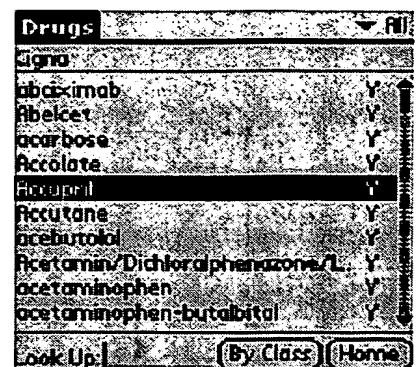 Drugs All
cigna
abciximab Y
Abelcet Y
acarbose Y
Accolate Y
Accupril Y
Accutane Y
acebutolol Y
Acetamin/Dichloralphenazone/I... Y
acetaminophen Y
acetaminophen-butalbital Y
Look Up: By Class Home